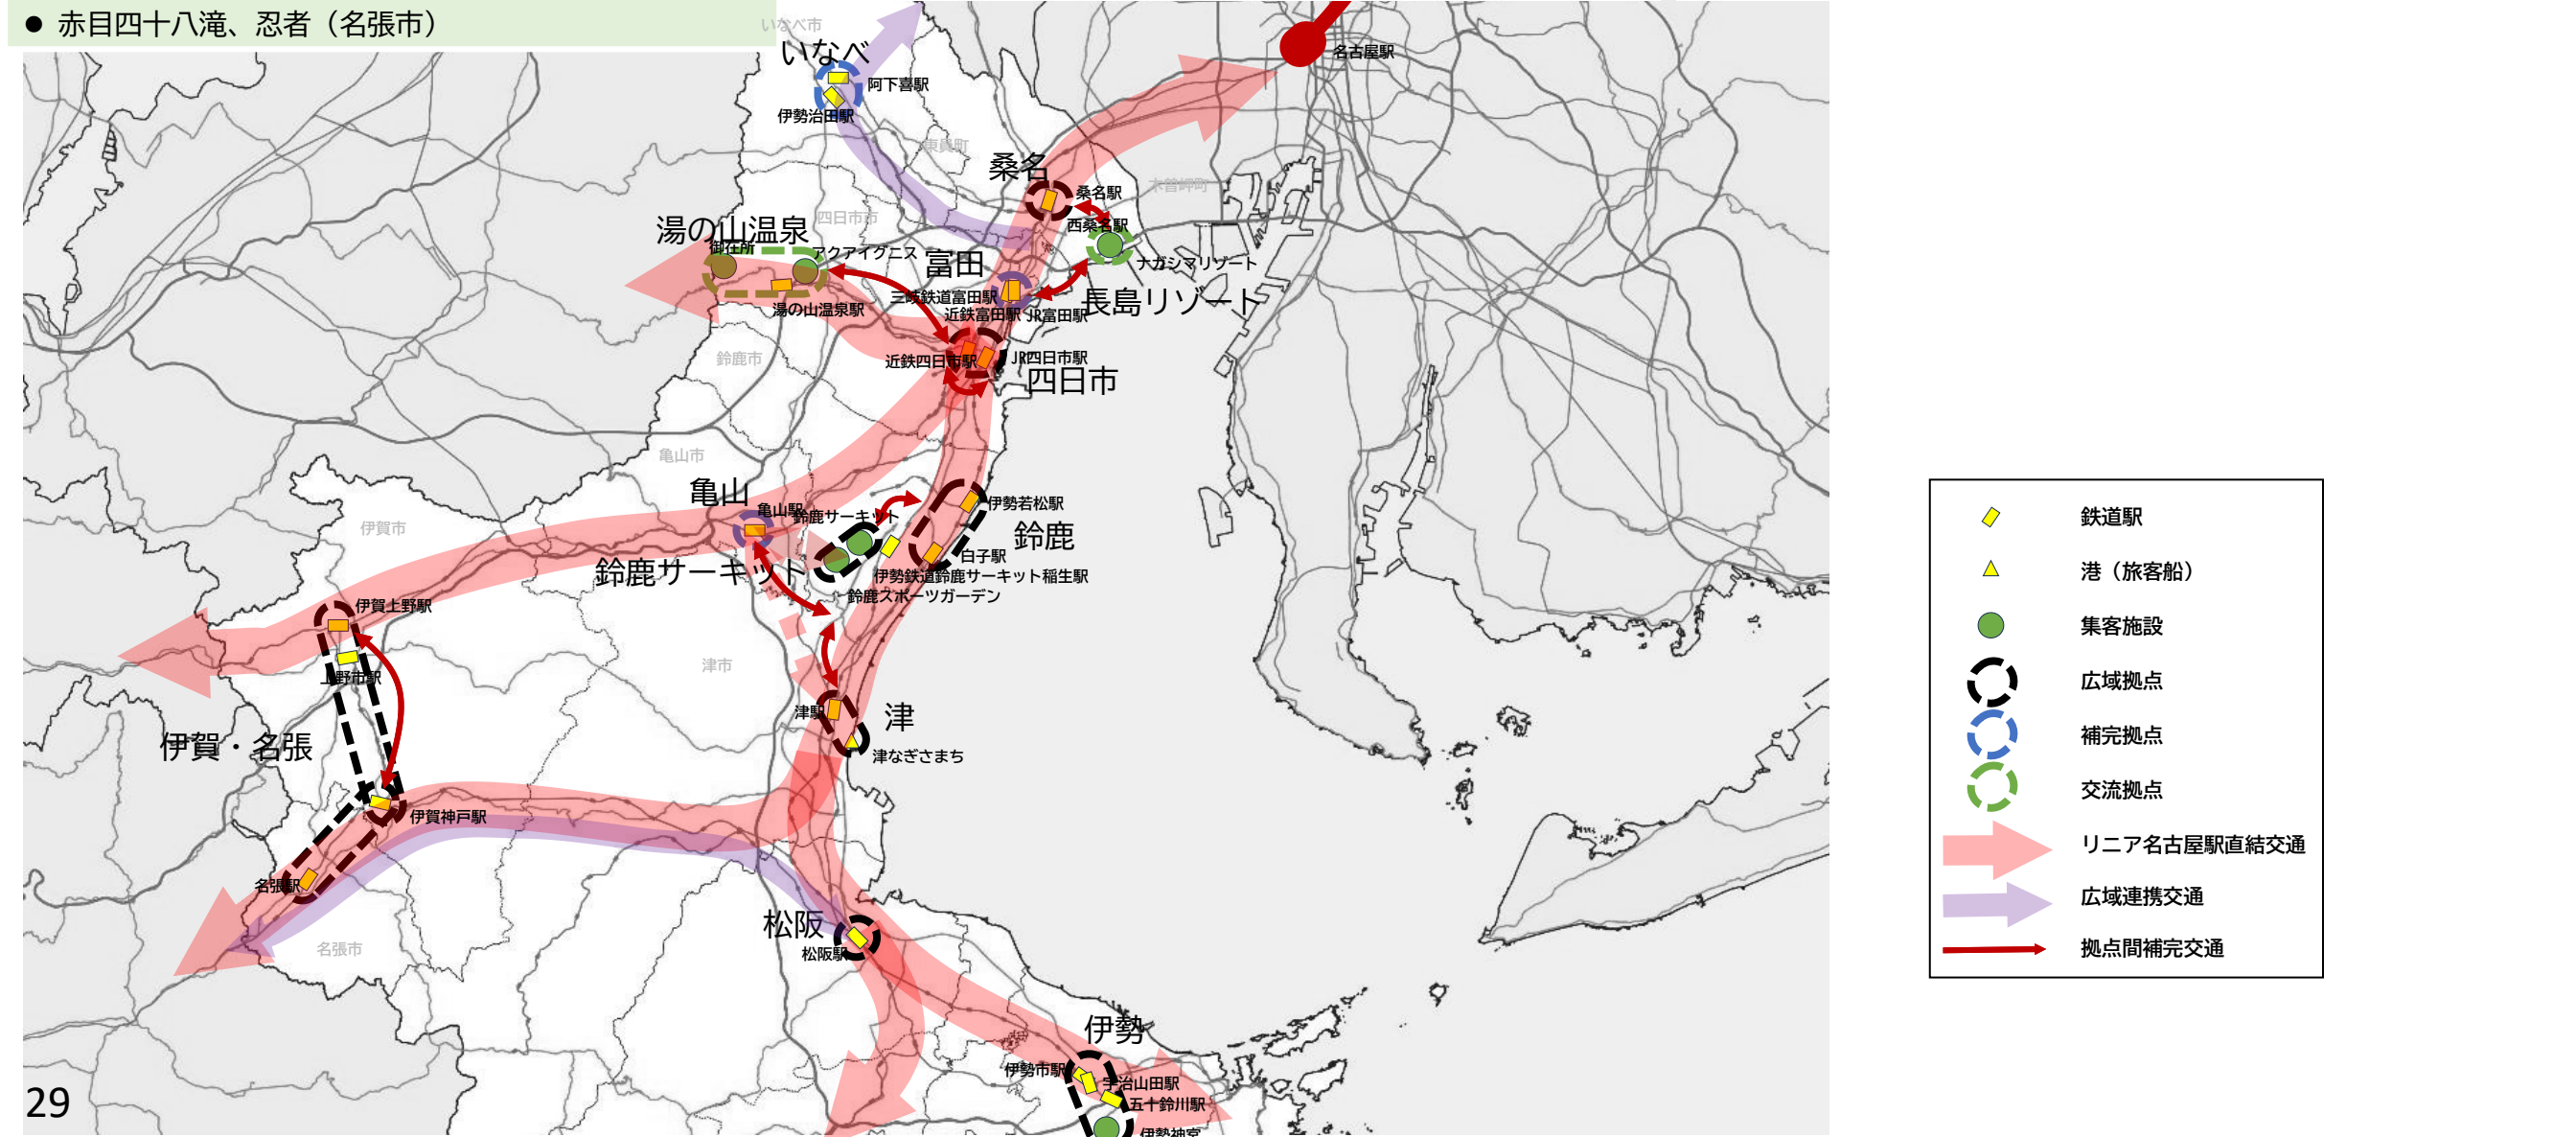 ● 赤目四十八滝、忍者（名張市）
いなべ市
いなべ
阿下喜駅
伊勢治田駅
名古屋駅
東員町
桑名
桑名駅
木曽岬町
西桑名駅
四日市市
湯の山温泉
御在所
アクアイグニス
富田
ナガシマリゾート
三岐鉄道富田駅
長島リゾート
湯の山温泉駅
近鉄富田駅
JR富田駅
鈴鹿市
近鉄四日市駅
JR四日市駅
四日市
亀山市
亀山
亀山駅
鈴鹿サーキット
伊勢若松駅
伊賀市
鈴鹿
白子駅
鈴鹿サーキット
伊勢鉄道鈴鹿サーキット稲生駅
鈴鹿スポーツガーデン
伊賀上野駅
津市
上野市駅
津駅
津
伊賀・名張
津なぎさまち
伊賀神戸駅
名張駅
松阪
名張市
松阪駅
伊勢
伊勢市駅
宇治山田駅
五十鈴川駅
伊勢神宮
29
鉄道駅
港（旅客船）
集客施設
広域拠点
補完拠点
交流拠点
リニア名古屋駅直結交通
広域連携交通
拠点間補完交通